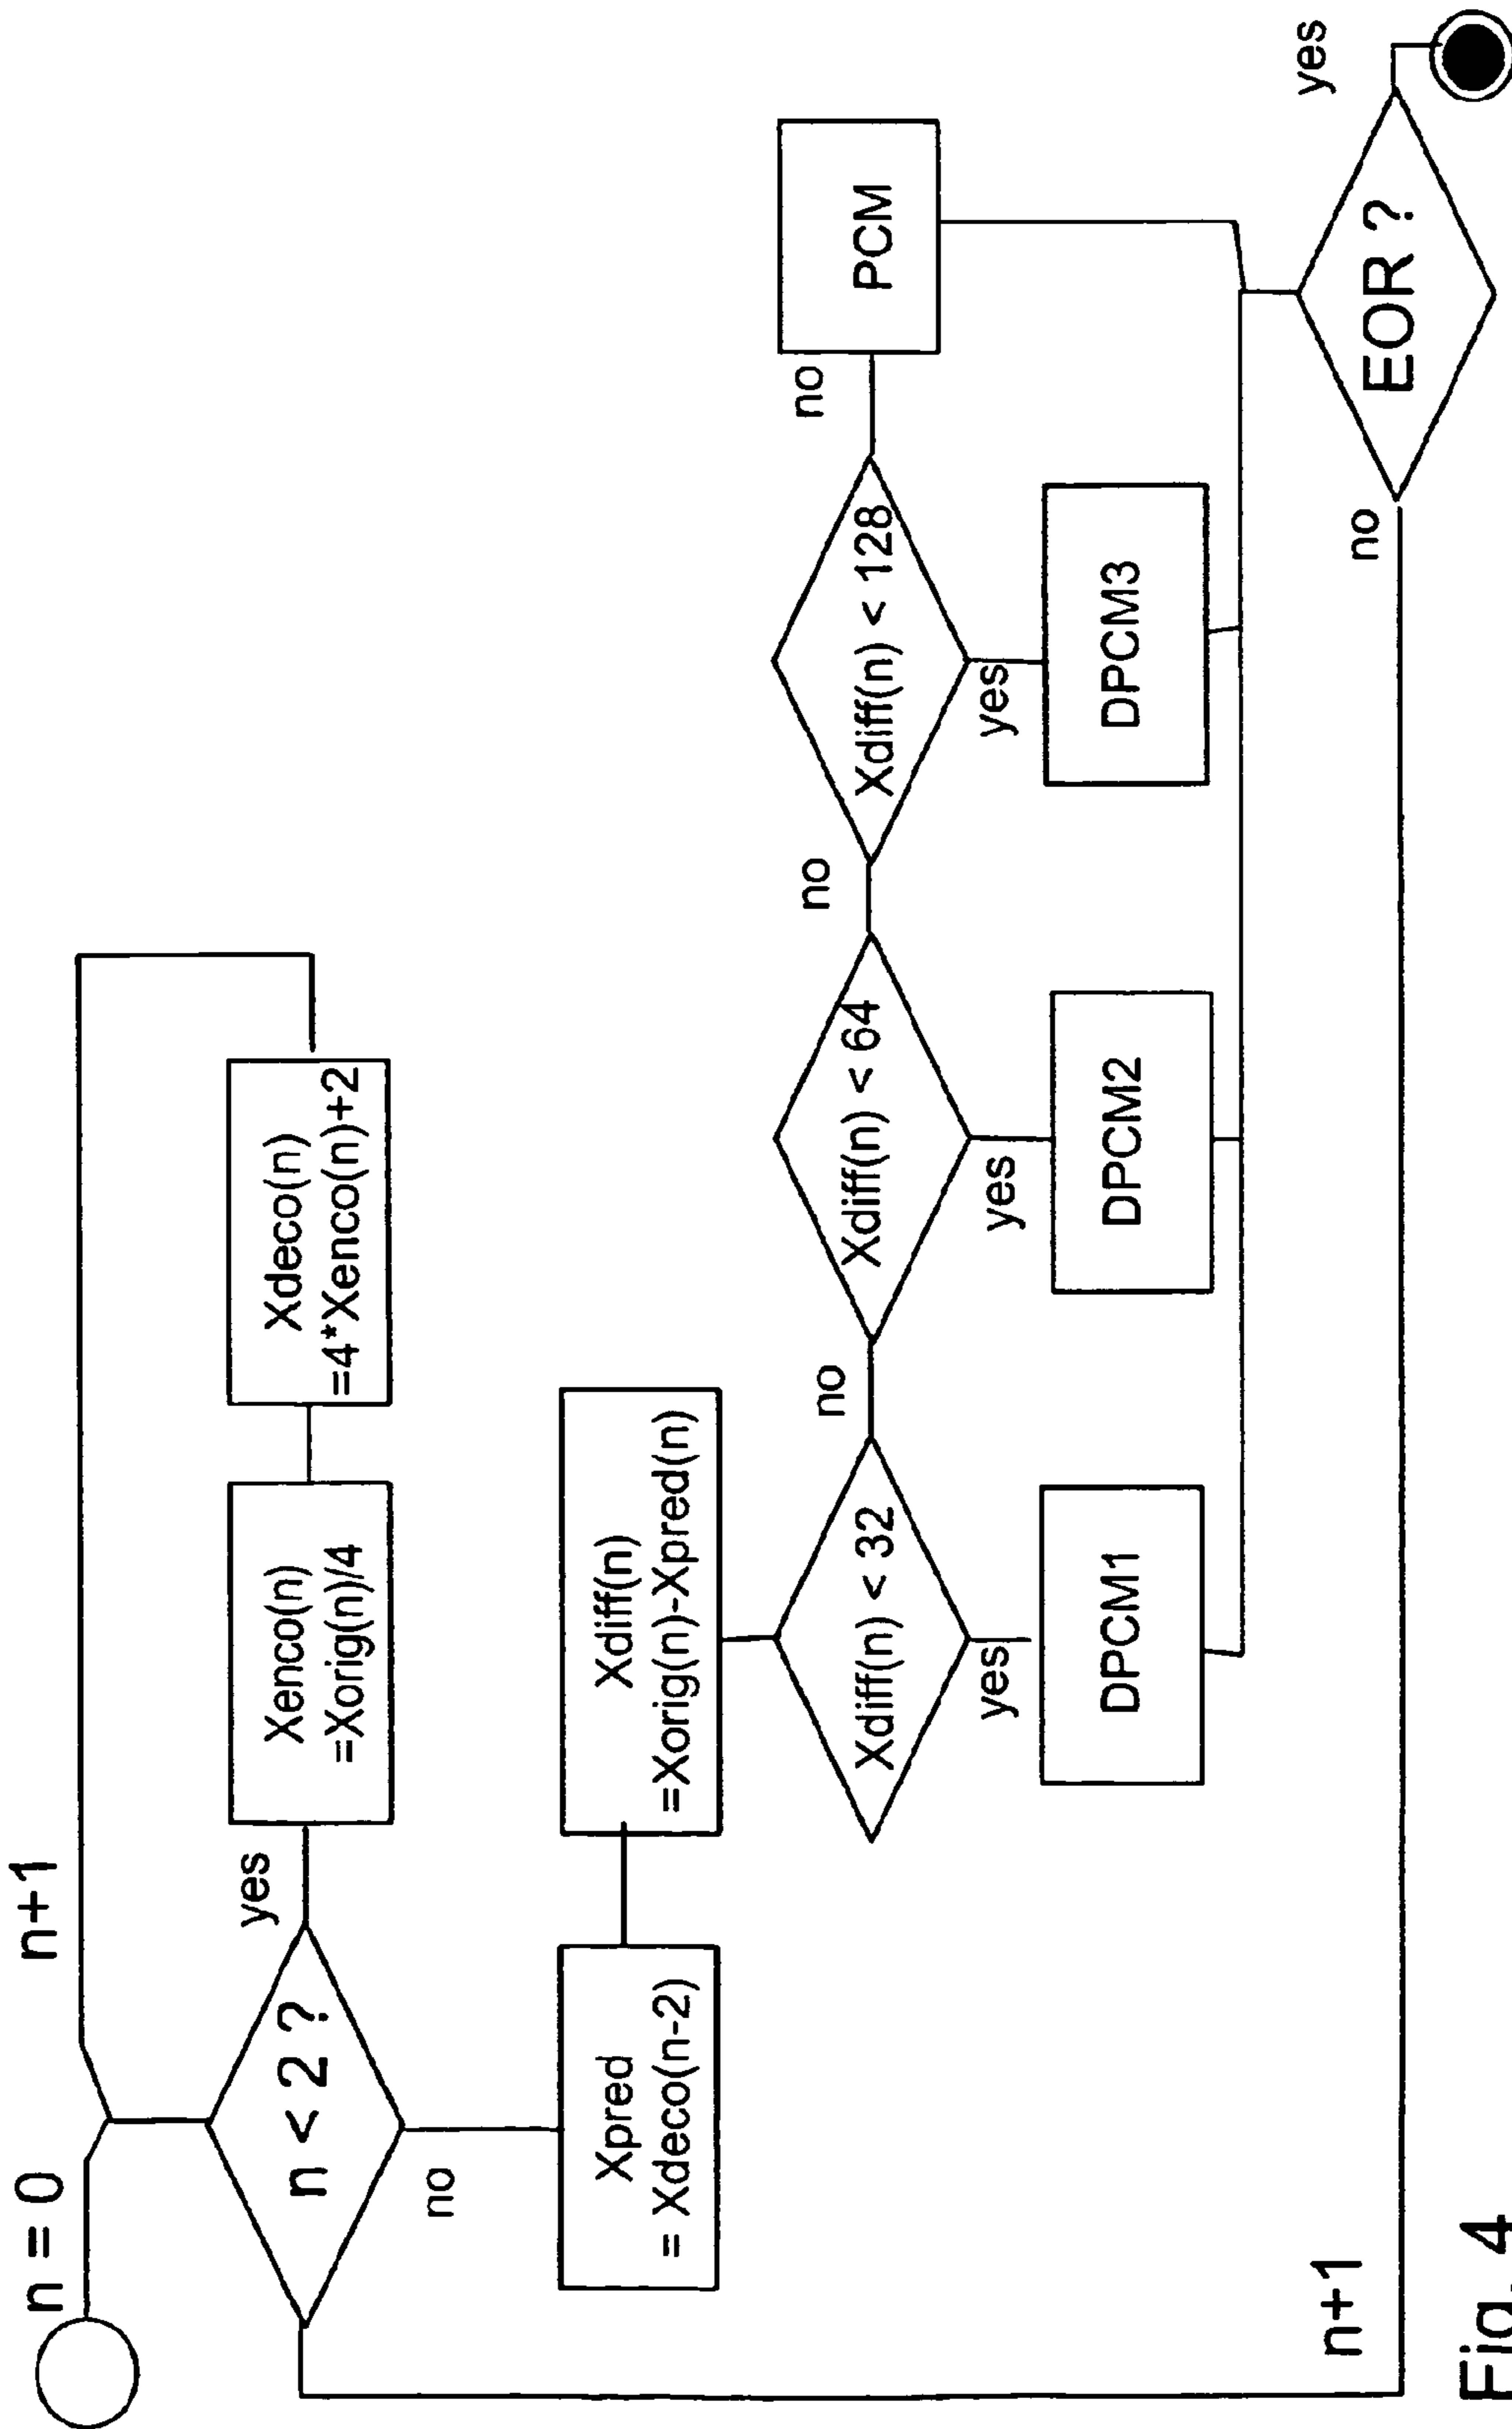 n = 0
n+1
n < 2 ?
yes
Xenco(n)
=Xorig(n)/4
Xdeco(n)
=4*Xenco(n)+2
no
Xpred
= Xdeco(n-2)
Xdiff(n)
=Xorig(n)-Xpred(n)
Xdiff(n) < 32
no
Xdiff(n) < 64
no
Xdiff(n) < 128
no
PCM
yes
yes
yes
DPCM1
DPCM2
DPCM3
EOR ?
yes
no
n+1
Fig. 4